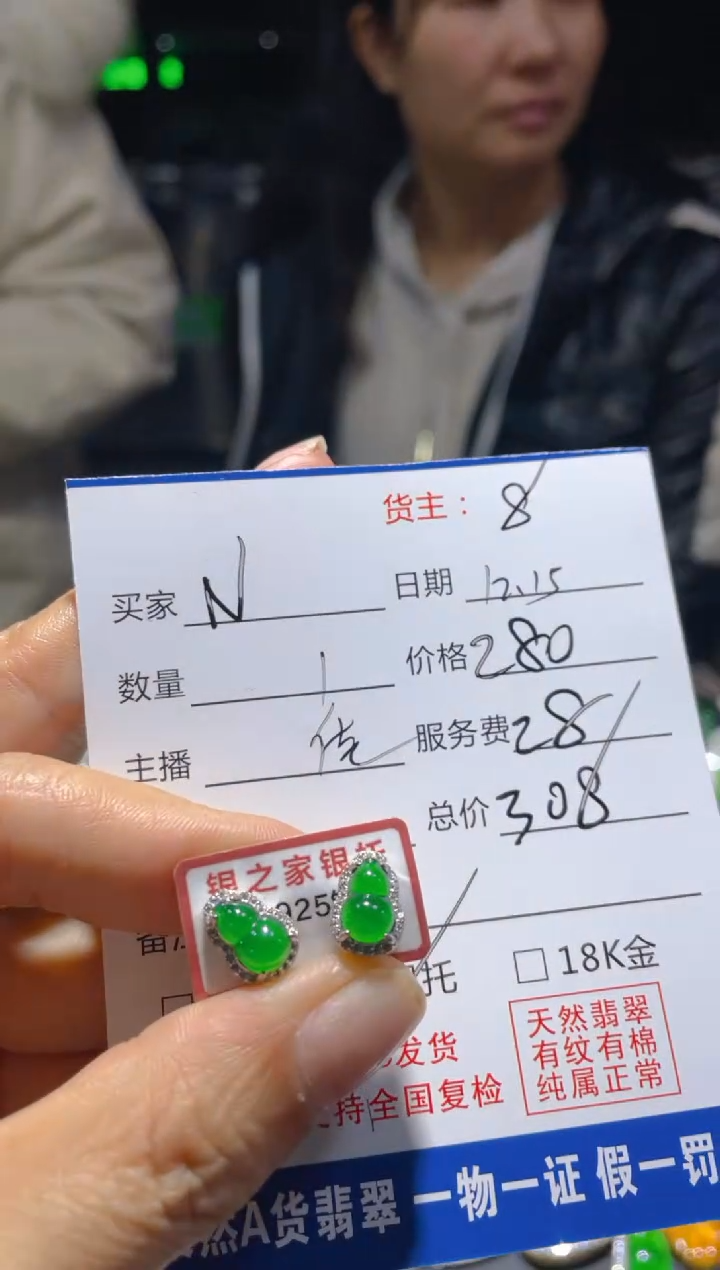 货主：8
买家 N 日期 12.15
数量 1 价格 280
主播 服务费 28
总价 308
银之家银托
925
托 □ 18K金
天然翡翠
有纹有棉
纯属正常
发货
持全国复检
然A货翡翠 一物一证 假一罚